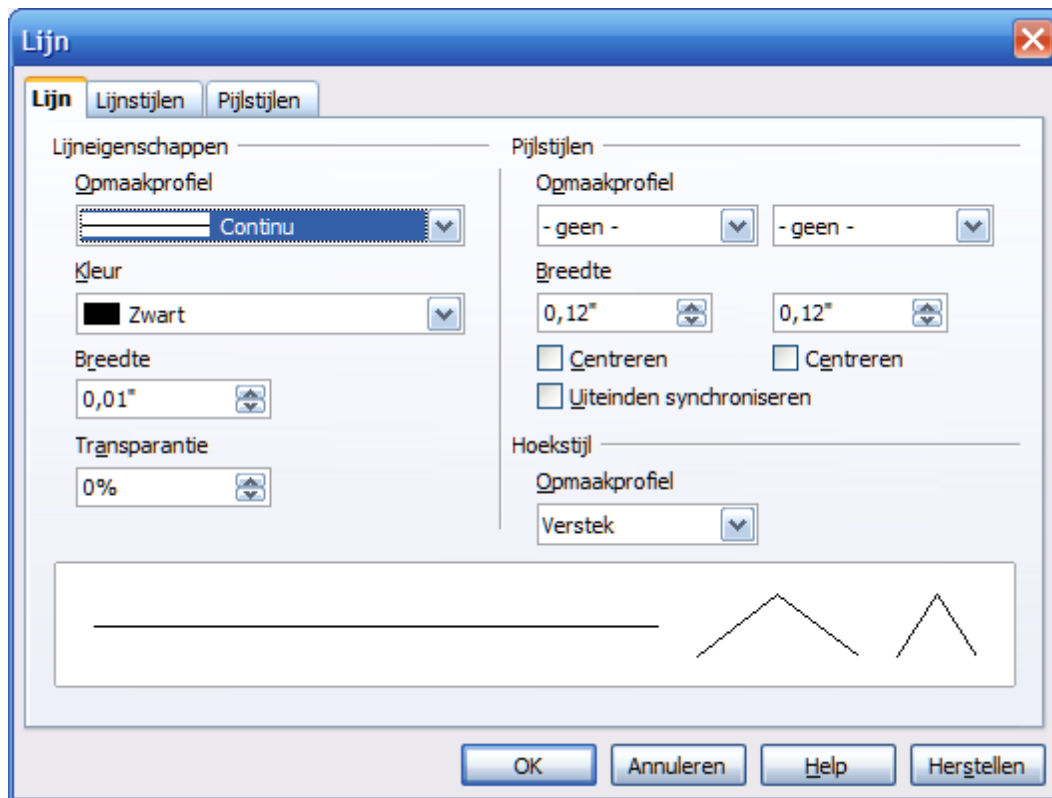 Lijn
Lijn Lijnstijlen Pijlstijlen
Lijneigenschappen
Opmaakprofiel
Continu
Kleur
Zwart
Breedte
0,01"
Transparantie
0%
Pijlstijlen
Opmaakprofiel
- geen - - geen -
Breedte
0,12" 0,12"
Centreren Centreren
Uiteinden synchroniseren
Hoekstijl
Opmaakprofiel
Verstek
OK Annuleren Help Herstellen